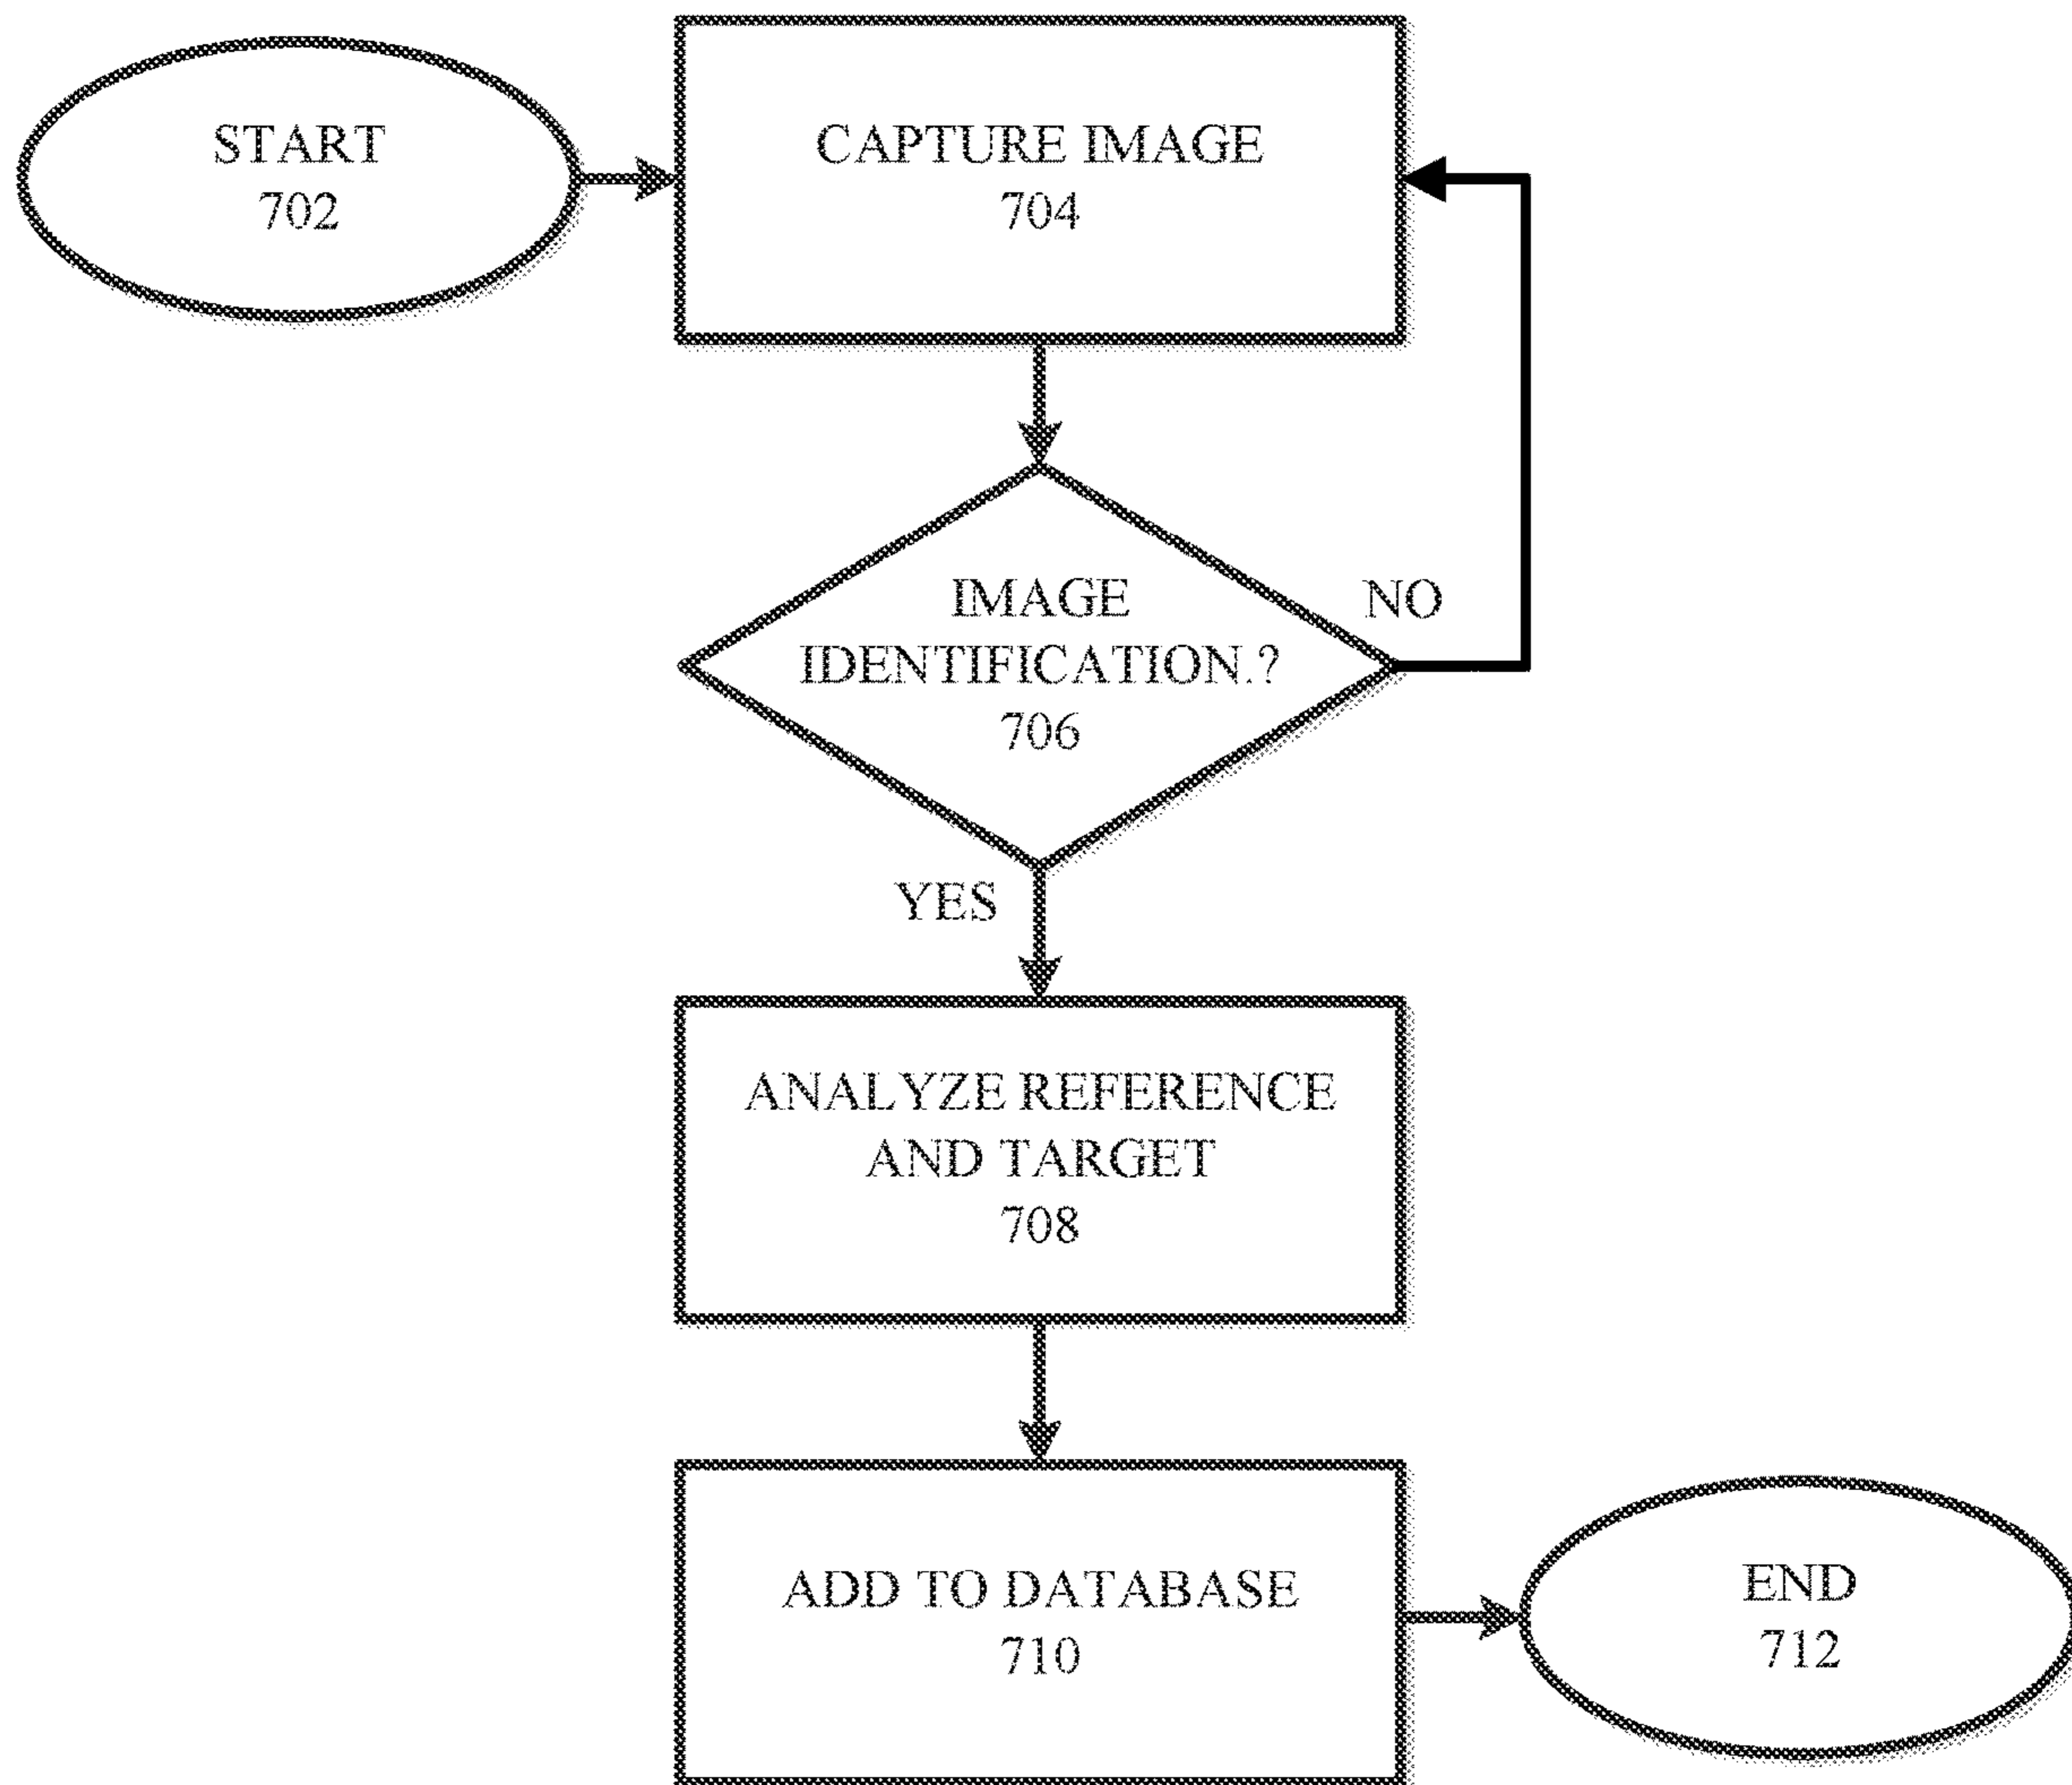 START
702
CAPTURE IMAGE
704
IMAGE
IDENTIFICATION.?
706
NO
YES
ANALYZE REFERENCE
AND TARGET
708
ADD TO DATABASE
710
END
712